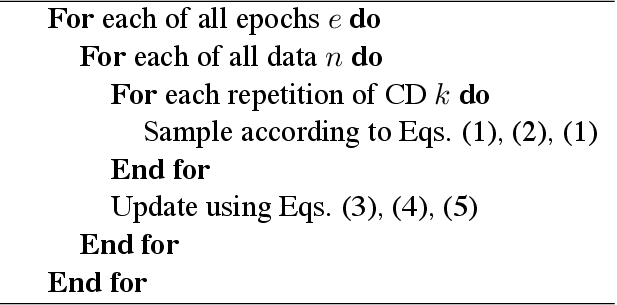 For each of all epochs e do
For each of all data n do
For each repetition of CD k do
Sample according to Eqs. (1), (2), (1)
End for
Update using Eqs. (3), (4), (5)
End for
End for